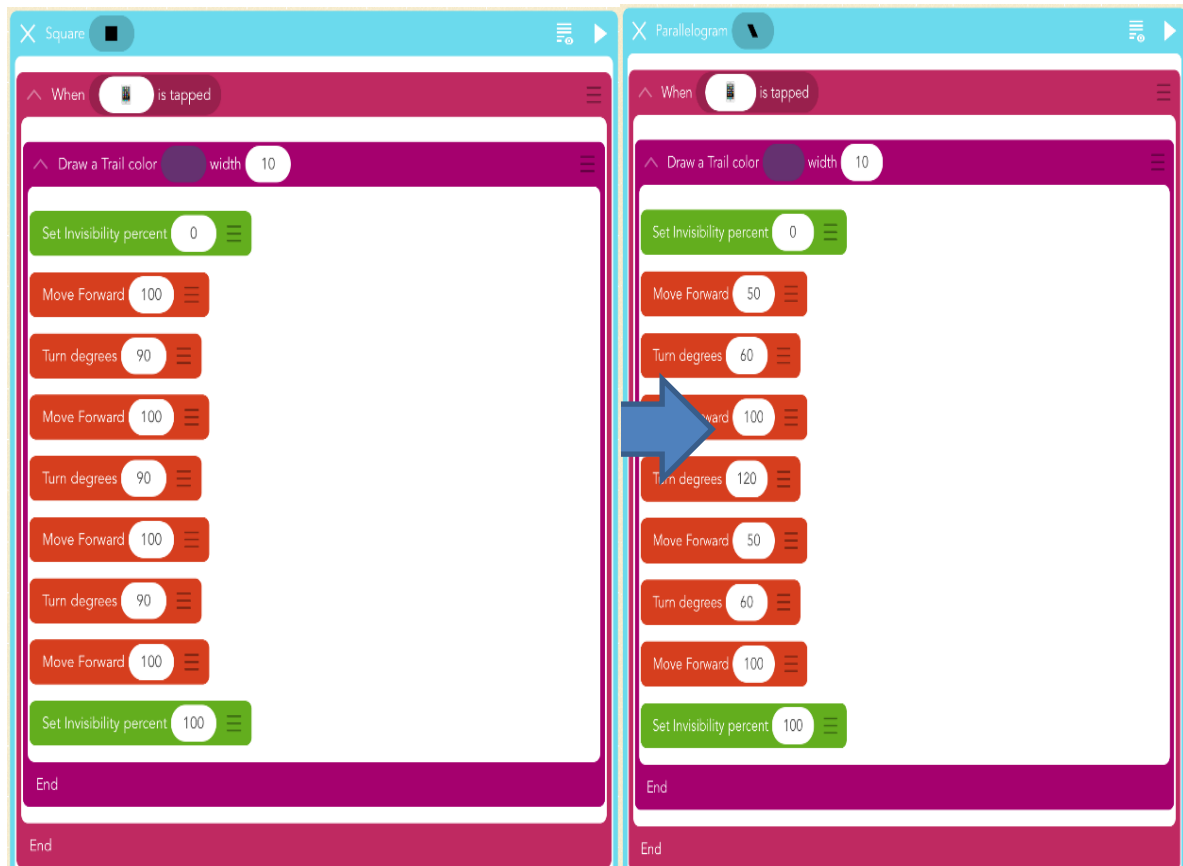 Square
When is tapped
Draw a Trail color width 10
Set Invisibility percent 0
Move Forward 100
Turn degrees 90
Move Forward 100
Turn degrees 90
Move Forward 100
Turn degrees 90
Move Forward 100
Set Invisibility percent 100
End
End
Parallelogram
When is tapped
Draw a Trail color width 10
Set Invisibility percent 0
Move Forward 50
Turn degrees 60
100
Turn degrees 120
Move Forward 50
Turn degrees 60
Move Forward 100
Set Invisibility percent 100
End
End